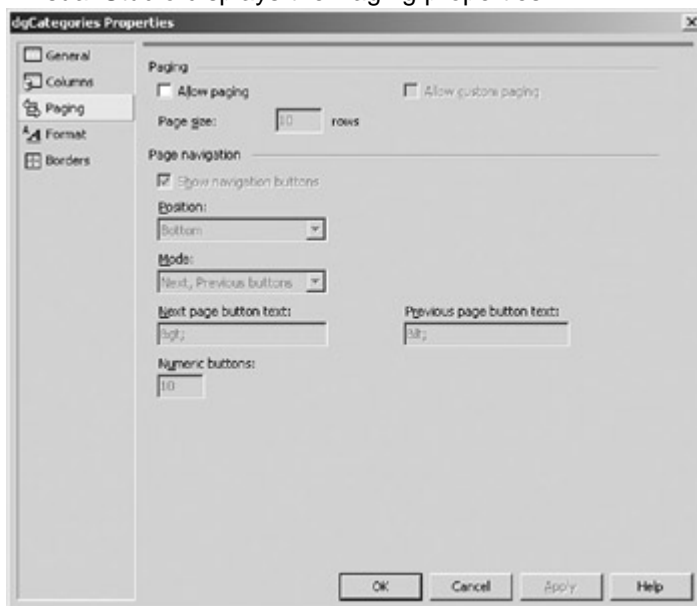 dgCategories Properties
General
Columns
Paging
Format
Borders
Paging
Allow paging
Allow custom paging
Page size:
10
rows
Page navigation
Show navigation buttons
Position:
Bottom
Mode:
Next, Previous buttons
Next page button text:
Previous page button text:
&gt;
&lt;
Numeric buttons:
10
OK
Cancel
Apply
Help